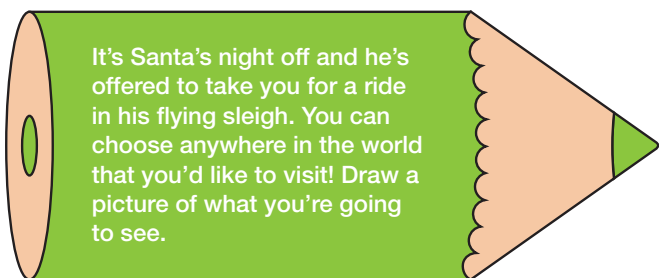 It’s Santa’s night off and he’s
offered to take you for a ride
in his flying sleigh. You can
choose anywhere in the world
that you’d like to visit! Draw a
picture of what you’re going
to see.